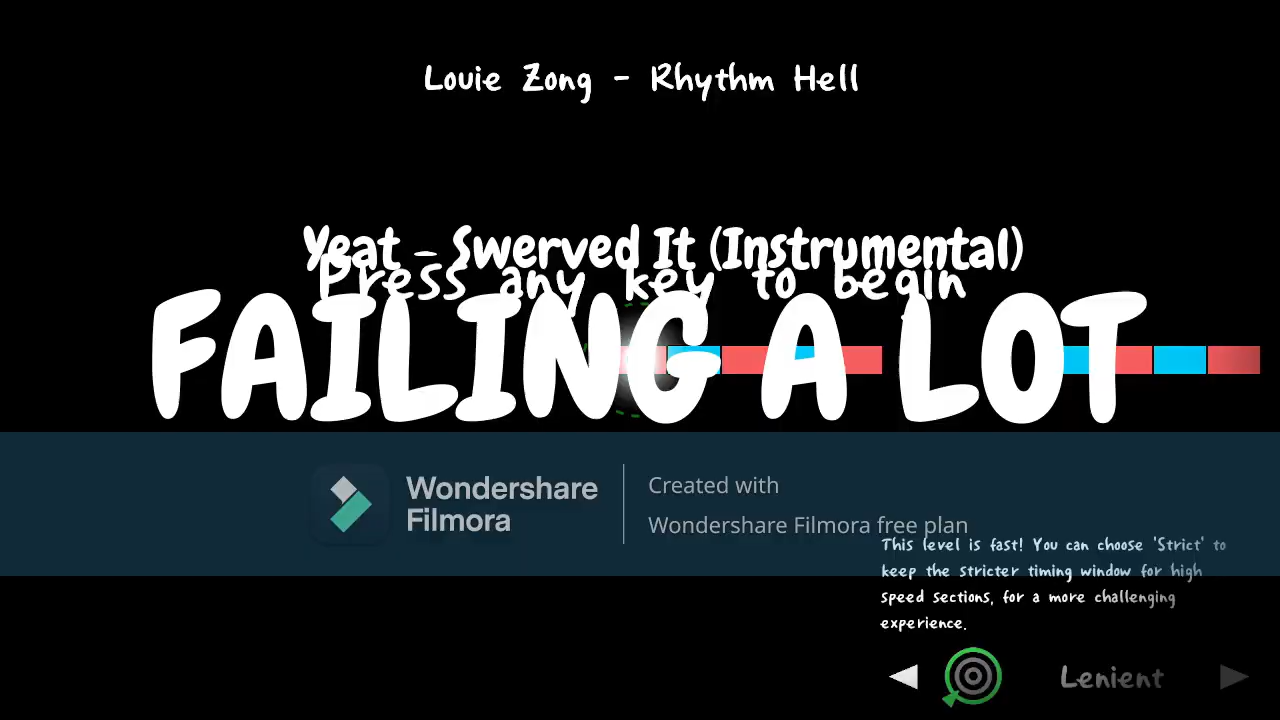 Louie Zong - Rhythm Hell
Yeat - Swerved It (Instrumental)
Press any key to begin
FAILING A LOT
Wondershare
Filmora
Created with
Wondershare Filmora free plan
This level is fast! You can choose 'Strict' to
keep the stricter timing window for high
speed sections, for a more challenging
experience.
Lenient